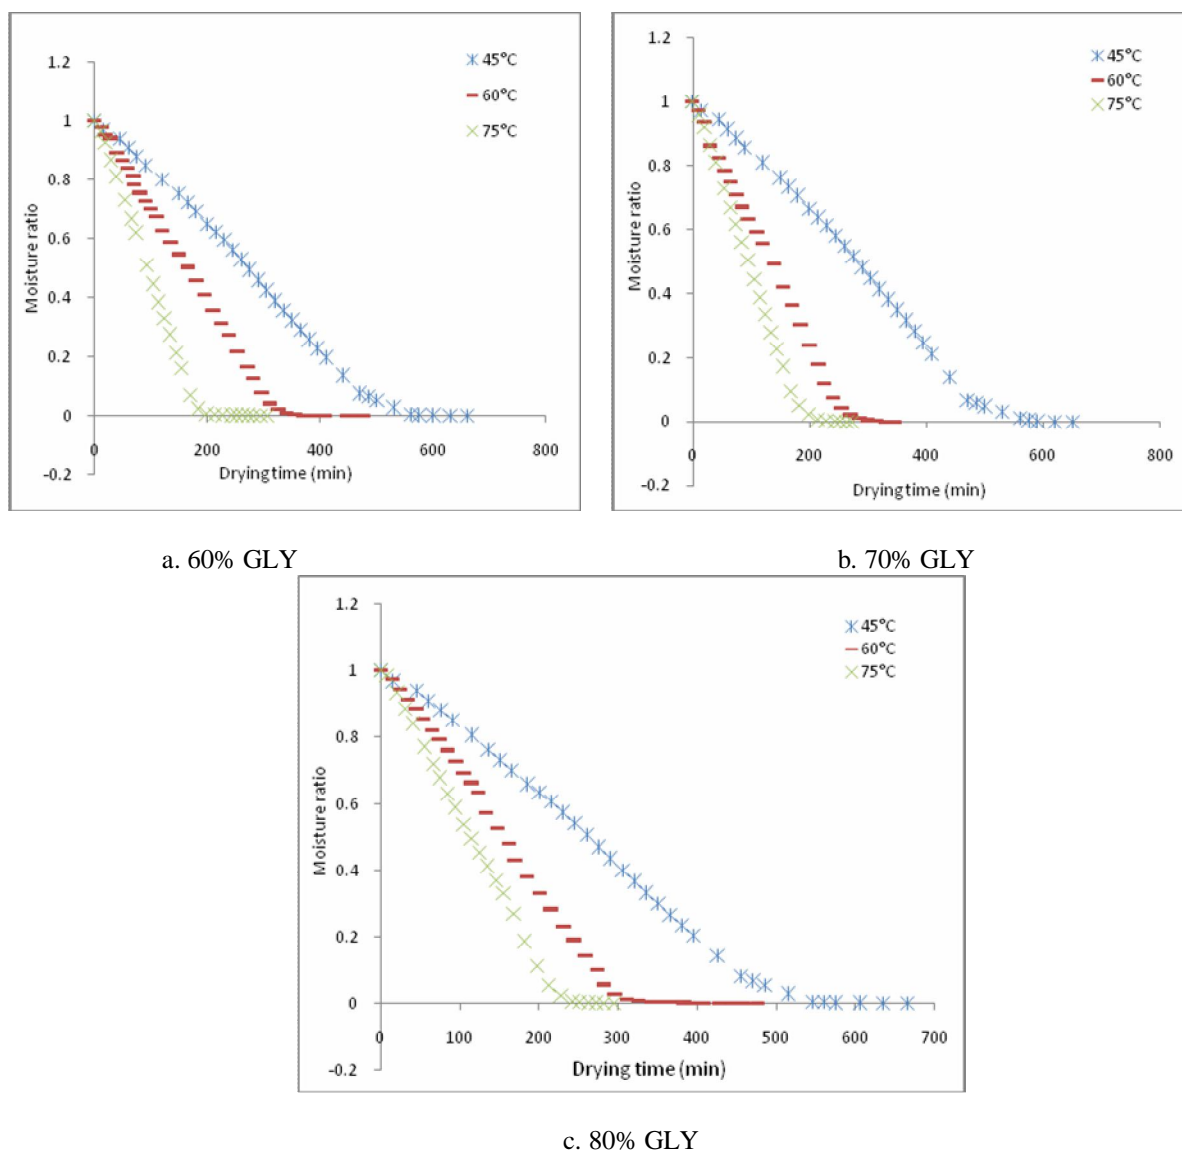 1.2
1
0.8
0.6
0.4
0.2
0
-0.2
0 200 400 600 800
Moisture ratio
Drying time (min)
45°C
60°C
75°C
a. 60% GLY
1.2
1
0.8
0.6
0.4
0.2
0
-0.2
0 200 400 600 800
Moisture ratio
Drying time (min)
45°C
60°C
75°C
b. 70% GLY
1.2
1
0.8
0.6
0.4
0.2
0
-0.2
0 100 200 300 400 500 600 700
Moisture ratio
Drying time (min)
45°C
60°C
75°C
c. 80% GLY